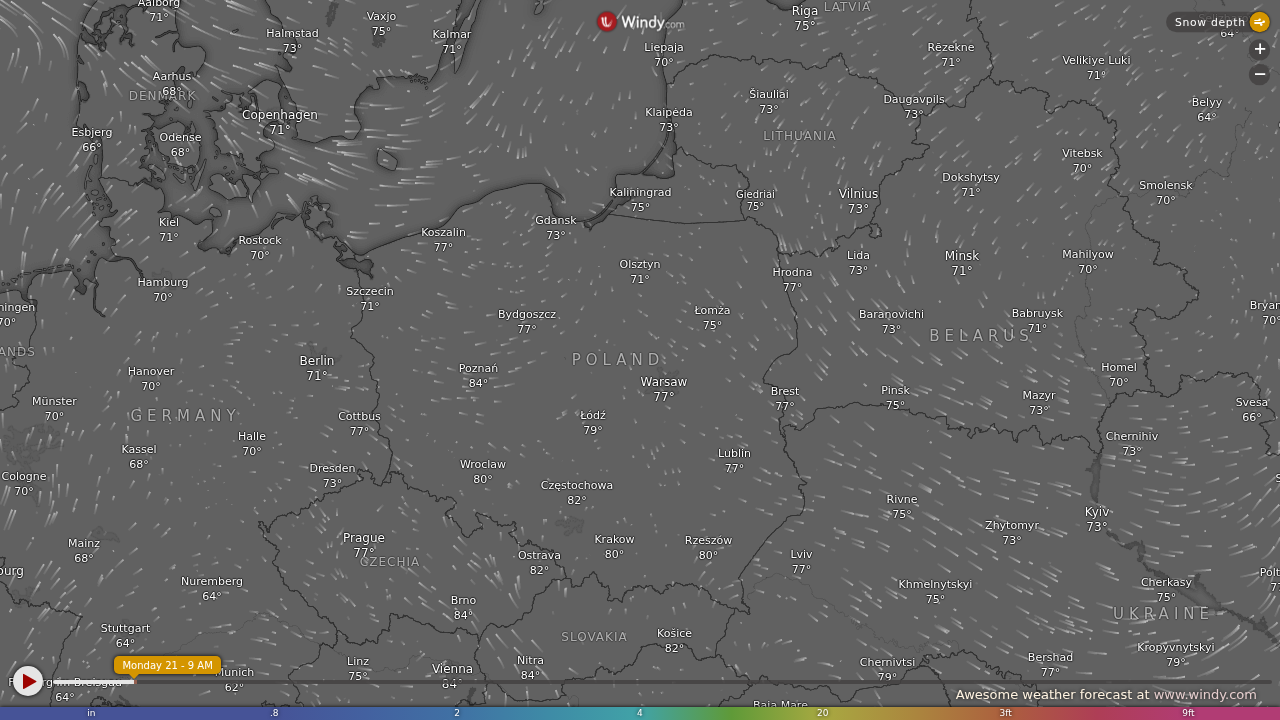 Aalborg
71°
Vaxjo
75°
Halmstad
73°
Kalmar
71°
Windy.com
Liepaja
70°
Riga
75°
LATVIA
Rēzekne
71°
Snow depth
64°
Velikiye Luki
71°
+
−
Aarhus
68°
DENMARK
Copenhagen
71°
Esbjerg
66°
Odense
68°
Klaipėda
73°
Šiauliai
73°
LITHUANIA
Daugavpils
73°
Belyy
64°
Vitebsk
70°
Dokshytsy
71°
Smolensk
70°
Kaliningrad
75°
Giedriai
75°
Vilnius
73°
Kiel
71°
Rostock
70°
Koszalin
77°
Gdansk
73°
Olsztyn
71°
Hrodna
77°
Lida
73°
Minsk
71°
Mahilyow
70°
Hamburg
70°
Szczecin
71°
Bydgoszcz
77°
Łomża
75°
Baranovichi
73°
Babruysk
71°
BELARUS
ningen
70°
ANDS
Berlin
71°
Hanover
70°
POLAND
Poznań
84°
Warsaw
77°
Brest
77°
Pinsk
75°
Homel
70°
Mazyr
73°
Svesa
66°
Münster
70°
GERMANY
Cottbus
77°
Łódź
79°
Chernihiv
73°
Halle
70°
Kassel
68°
Cologne
70°
Dresden
73°
Wroclaw
80°
Lublin
77°
Częstochowa
82°
Rivne
75°
Kyiv
73°
Zhytomyr
73°
Mainz
68°
Prague
77°
CZECHIA
Ostrava
82°
Krakow
80°
Rzeszów
80°
Lviv
77°
Nuremberg
64°
Khmelnytskyi
75°
Cherkasy
75°
UKRAINE
Brno
84°
Stuttgart
64°
SLOVAKIA
Košice
82°
Kropyvnytskyi
79°
Monday 21 - 9 AM
Linz
75°
Vienna
84°
Nitra
84°
Chernivtsi
79°
Bershad
77°
64°
Munich
62°
Baia Mare
Awesome weather forecast at www.windy.com
in .8 2 4 20 3ft 9ft